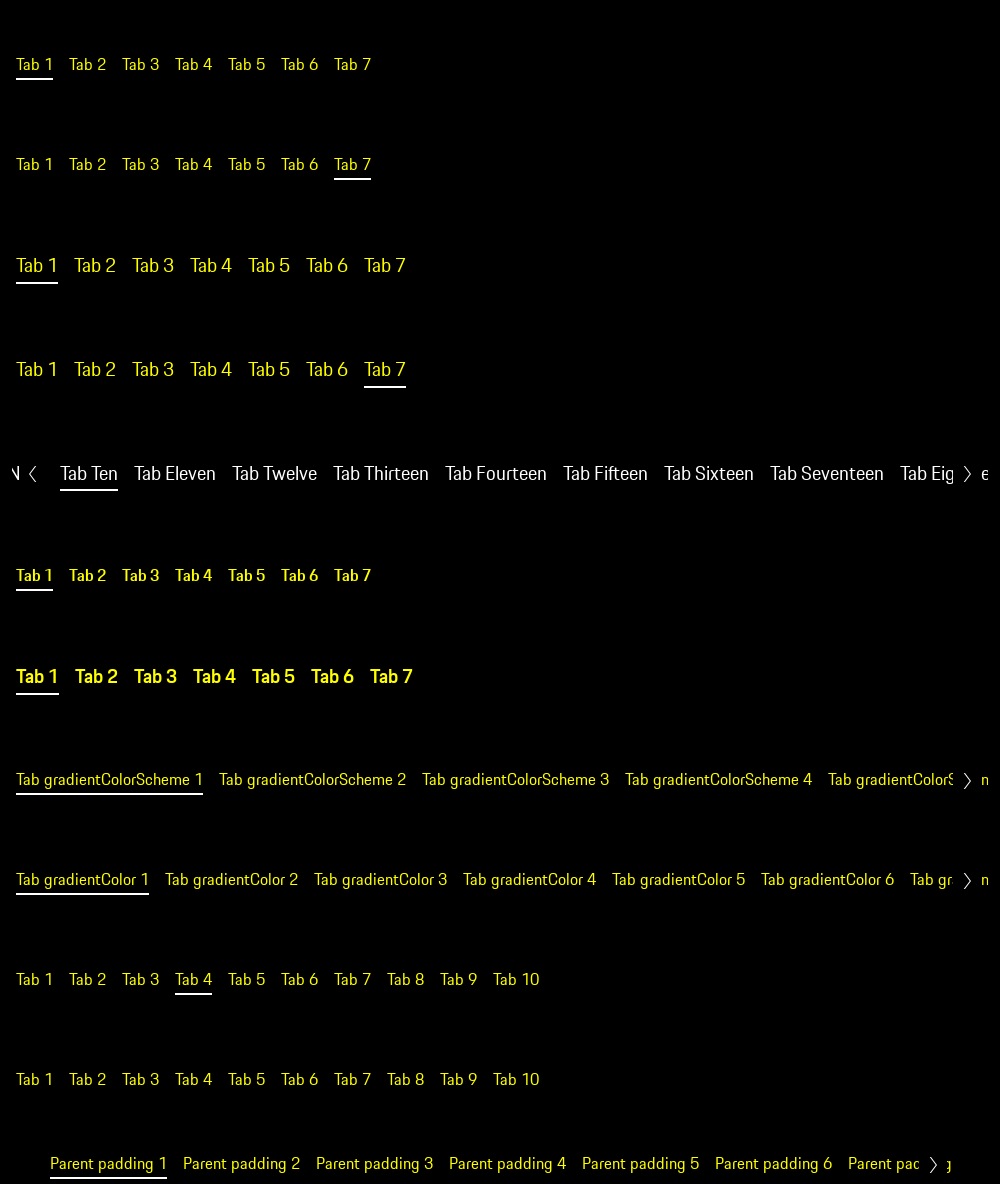 Tab 1 Tab 2 Tab 3 Tab 4 Tab 5 Tab 6 Tab 7
Tab 1 Tab 2 Tab 3 Tab 4 Tab 5 Tab 6 Tab 7
Tab 1 Tab 2 Tab 3 Tab 4 Tab 5 Tab 6 Tab 7
Tab 1 Tab 2 Tab 3 Tab 4 Tab 5 Tab 6 Tab 7
Tab Ten Tab Eleven Tab Twelve Tab Thirteen Tab Fourteen Tab Fifteen Tab Sixteen Tab Seventeen Tab
Tab 1 Tab 2 Tab 3 Tab 4 Tab 5 Tab 6 Tab 7
Tab 1 Tab 2 Tab 3 Tab 4 Tab 5 Tab 6 Tab 7
Tab gradientColorScheme 1 Tab gradientColorScheme 2 Tab gradientColorScheme 3 Tab gradientColorScheme 4 Tab
Tab gradientColor 1 Tab gradientColor 2 Tab gradientColor 3 Tab gradientColor 4 Tab gradientColor 5 Tab gradientColor 6 Tab
Tab 1 Tab 2 Tab 3 Tab 4 Tab 5 Tab 6 Tab 7 Tab 8 Tab 9 Tab 10
Tab 1 Tab 2 Tab 3 Tab 4 Tab 5 Tab 6 Tab 7 Tab 8 Tab 9 Tab 10
Parent padding 1 Parent padding 2 Parent padding 3 Parent padding 4 Parent padding 5 Parent padding 6 Parent